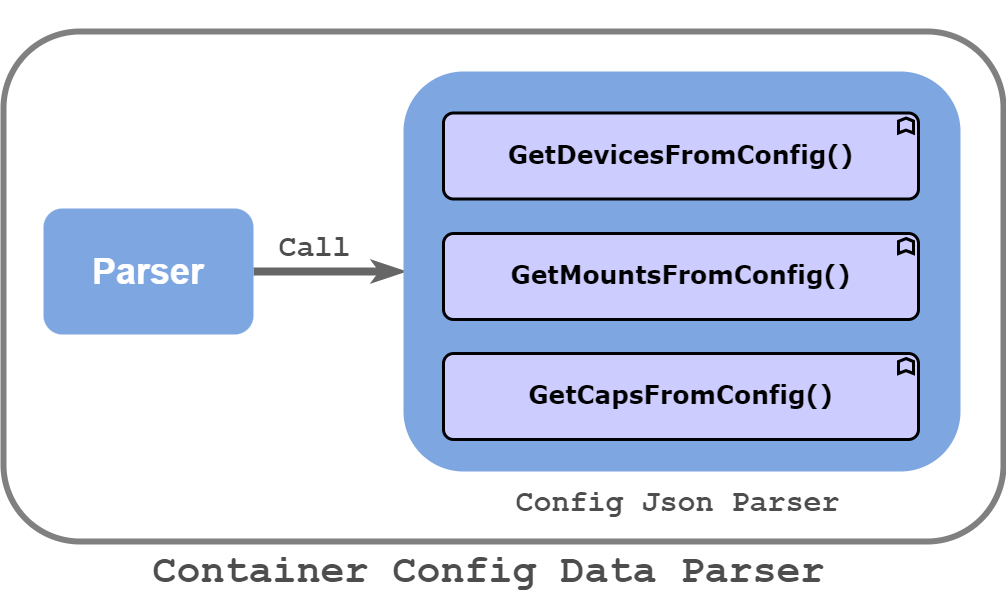 GetDevicesFromConfig()
Call
Parser
GetMountsFromConfig()
GetCapsFromConfig()
Config Json Parser
Container Config Data Parser